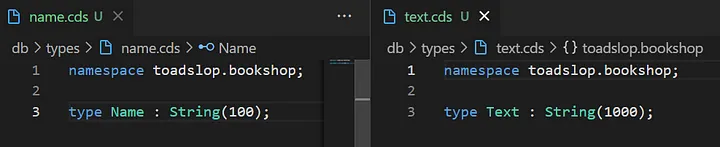 name.cds U
db > types > name.cds > Name
1 namespace toadslop.bookshop;
2
3 type Name : String(100);
text.cds U
db > types > text.cds > {} toadslop.bookshop
1 namespace toadslop.bookshop;
2
3 type Text : String(1000);